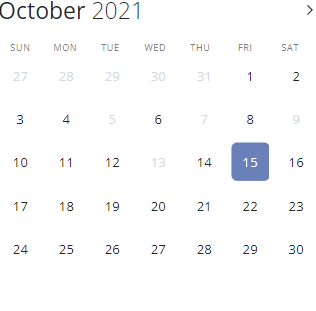 October 2021
SUN MON TUE WED THU FRI SAT
27 28 29 30 31 1 2
3 4 5 6 7 8 9
10 11 12 13 14 15 16
17 18 19 20 21 22 23
24 25 26 27 28 29 30